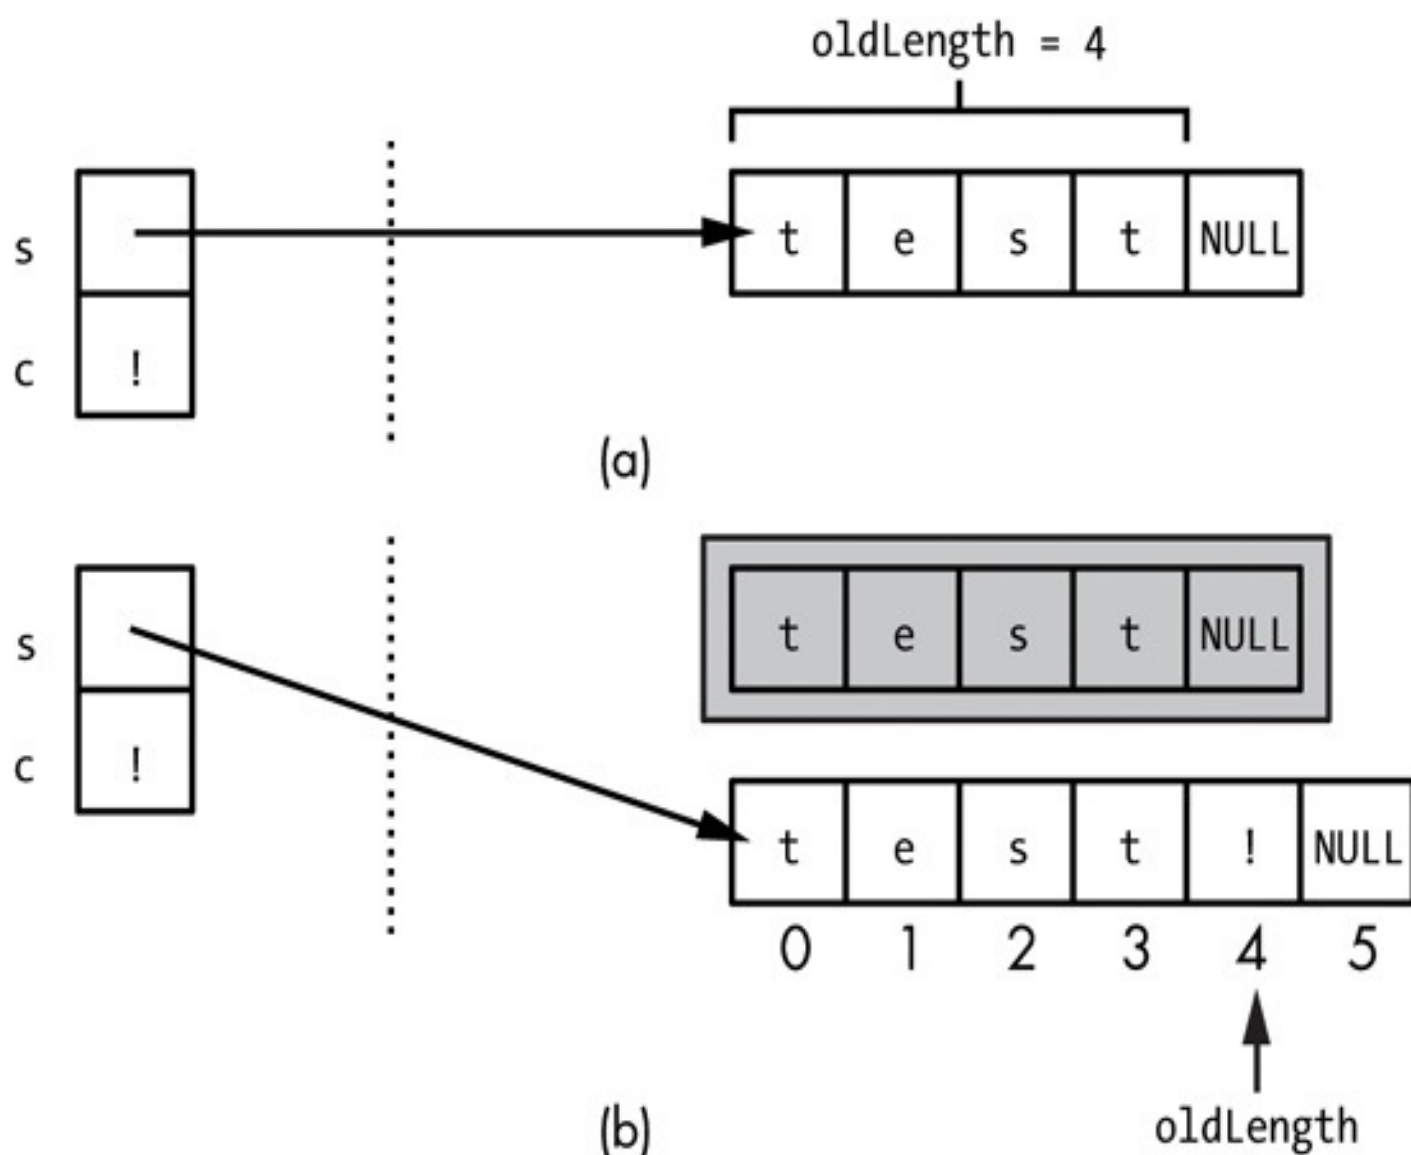 oldLength = 4
s t e s t NULL
c !
(a)
s t e s t NULL
c !
t e s t ! NULL
0 1 2 3 4 5
oldLength
(b)